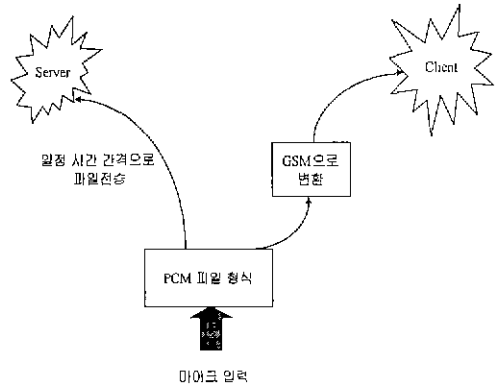 Server
Client
일정 시간 간격으로
파일전송
GSM으로
변환
PCM 파일 형식
마이크 입력